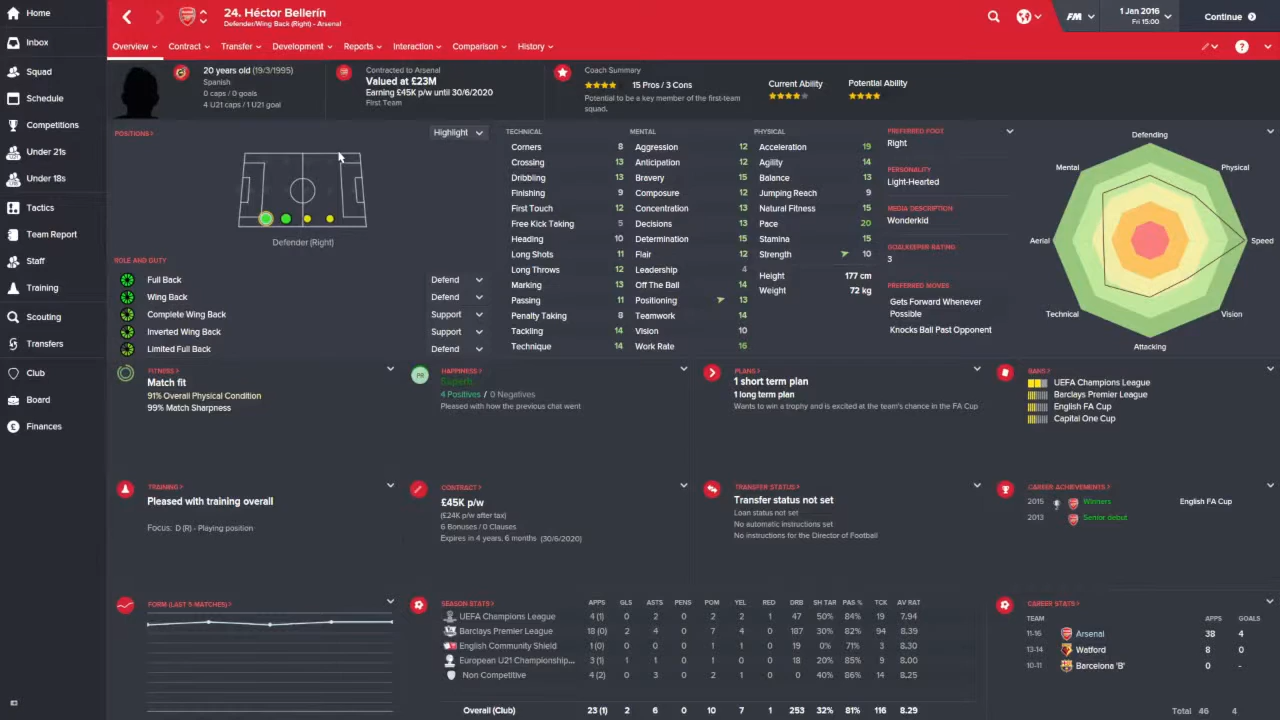 Home
Inbox
Squad
Schedule
Competitions
Under 21s
Under 18s
Tactics
Team Report
Staff
Training
Scouting
Transfers
Club
Board
Finances
24. Héctor Bellerín
Defender/Wing Back (Right) - Arsenal
FM
1 Jan 2016
Fri 15:00
Continue
Overview Contract Transfer Development Reports Interaction Comparison History
20 years old (19/3/1995)
Spanish
0 caps / 0 goals
4 U21 caps / 1 U21 goal
Contracted to Arsenal
Valued at £23M
Earning £45K p/w until 30/6/2020
First Team
Coach Summary
15 Pros / 3 Cons
Potential to be a key member of the first-team
squad.
Current Ability
Potential Ability
POSITIONS
Highlight
Defender (Right)
ROLE AND DUTY
Full Back Defend
Wing Back Defend
Complete Wing Back Support
Inverted Wing Back Support
Limited Full Back Defend
TECHNICAL
Corners 8
Crossing 13
Dribbling 13
Finishing 9
First Touch 12
Free Kick Taking 5
Heading 10
Long Shots 11
Long Throws 12
Marking 13
Passing 11
Penalty Taking 8
Tackling 14
Technique 14
MENTAL
Aggression 12
Anticipation 12
Bravery 15
Composure 12
Concentration 13
Decisions 13
Determination 15
Flair 12
Leadership 4
Off The Ball 14
Positioning 13
Teamwork 14
Vision 10
Work Rate 16
PHYSICAL
Acceleration 19
Agility 14
Balance 13
Jumping Reach 9
Natural Fitness 15
Pace 20
Stamina 15
Strength 10
Height 177 cm
Weight 72 kg
PREFERRED FOOT
Right
PERSONALITY
Light-Hearted
MEDIA DESCRIPTION
Wonderkid
GOALKEEPER RATING
3
PREFERRED MOVES
Gets Forward Whenever
Possible
Knocks Ball Past Opponent
Defending
Mental
Physical
Aerial
Speed
Technical
Vision
Attacking
FITNESS
Match fit
91% Overall Physical Condition
99% Match Sharpness
PR
HAPPINESS
Superb
4 Positives / 0 Negatives
Pleased with how the previous chat went
PLANS
1 short term plan
1 long term plan
Wants to win a trophy and is excited at the team's chance in the FA Cup
BANS
UEFA Champions League
Barclays Premier League
English FA Cup
Capital One Cup
TRAINING
Pleased with training overall
Focus: D (R) - Playing position
CONTRACT
£45K p/w
(£24K p/w after tax)
6 Bonuses / 0 Clauses
Expires in 4 years, 6 months (30/6/2020)
TRANSFER STATUS
Transfer status not set
Loan status not set
No automatic instructions set
No instructions for the Director of Football
CAREER ACHIEVEMENTS
2015 Winners English FA Cup
2013 Senior debut
FORM (LAST 5 MATCHES)
SEASON STATS APPS GLS ASTS PENS POM YEL RED DRB SH TAR PAS % TCK AV RAT
UEFA Champions League 4 (1) 0 2 0 2 2 1 47 50% 84% 19 7.94
Barclays Premier League 18 (0) 2 4 0 7 4 0 187 30% 82% 94 8.39
English Community Shield 1 (0) 0 0 0 1 1 0 19 0% 71% 3 8.30
European U21 Championship... 3 (1) 1 1 0 1 0 0 18 20% 85% 9 8.00
Non Competitive 4 (2) 0 3 0 2 1 0 0 40% 86% 14 8.25
Overall (Club) 23 (1) 2 6 0 10 7 1 253 32% 81% 116 8.29
CAREER STATS
TEAM APPS GOALS
11-16 Arsenal 38 4
13-14 Watford 8 0
10-11 Barcelona 'B' 0 -
Total 46 4